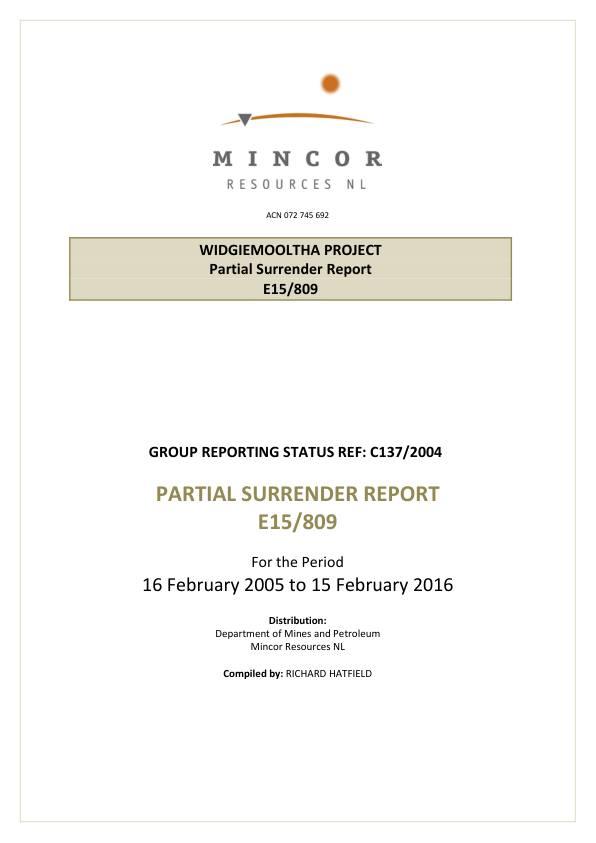 MINCOR
RESOURCES NL
ACN 072 745 692
WIDGIEMOOLTHA PROJECT
Partial Surrender Report
E15/809
GROUP REPORTING STATUS REF: C137/2004
PARTIAL SURRENDER REPORT
E15/809
For the Period
16 February 2005 to 15 February 2016
Distribution:
Department of Mines and Petroleum
Mincor Resources NL
Compiled by: RICHARD HATFIELD